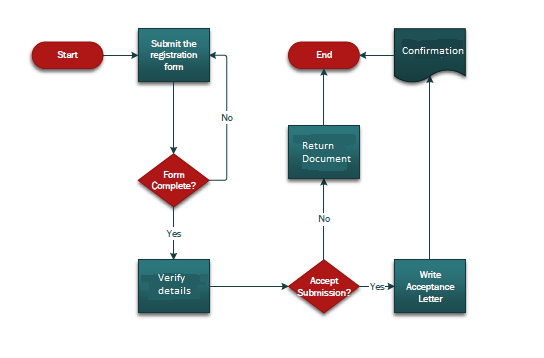 Start
Submit the
registration
form
End
Confirmation
No
Return
Document
Form
Complete?
No
Yes
Verify
details
Accept
Submission?
Yes
Write
Acceptance
Letter